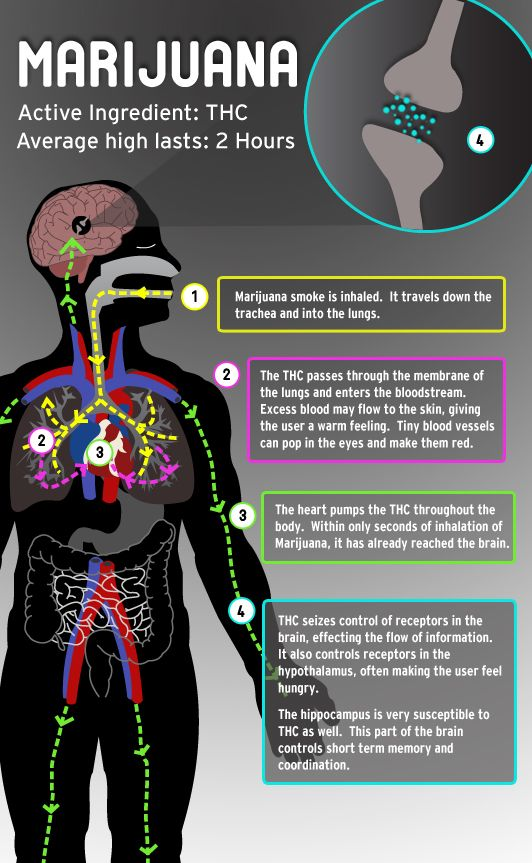 MARIJUANA
Active Ingredient: THC
Average high lasts: 2 Hours
4
1
Marijuana smoke is inhaled. It travels down the
trachea and into the lungs.
2
The THC passes through the membrane of
the lungs and enters the bloodstream.
Excess blood may flow to the skin, giving
the user a warm feeling. Tiny blood vessels
can pop in the eyes and make them red.
2
3
3
The heart pumps the THC throughout the
body. Within only seconds of inhalation of
Marijuana, it has already reached the brain.
4
THC seizes control of receptors in the
brain, effecting the flow of information.
It also controls receptors in the
hypothalamus, often making the user feel
hungry.
The hippocampus is very susceptible to
THC as well. This part of the brain
controls short term memory and
coordination.